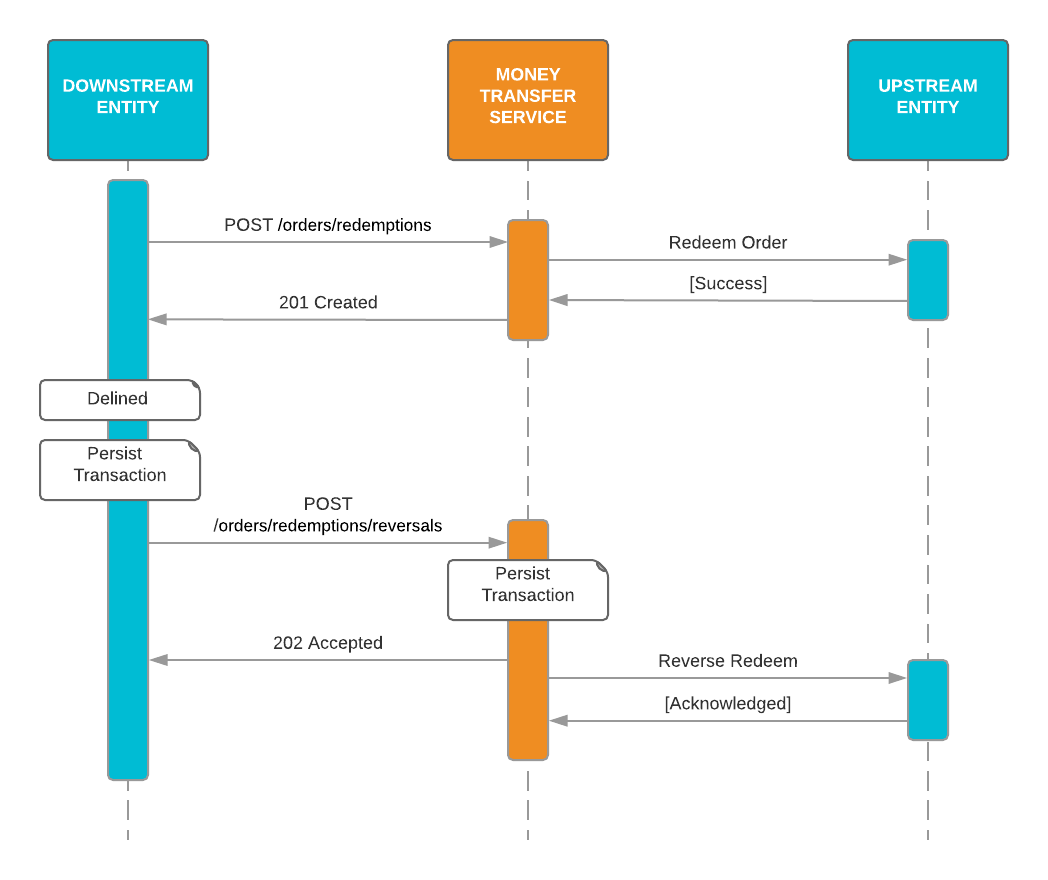 DOWNSTREAM
ENTITY
MONEY
TRANSFER
SERVICE
UPSTREAM
ENTITY
POST /orders/redemptions
Redeem Order
[Success]
201 Created
Delined
Persist
Transaction
POST
/orders/redemptions/reversals
Persist
Transaction
202 Accepted
Reverse Redeem
[Acknowledged]